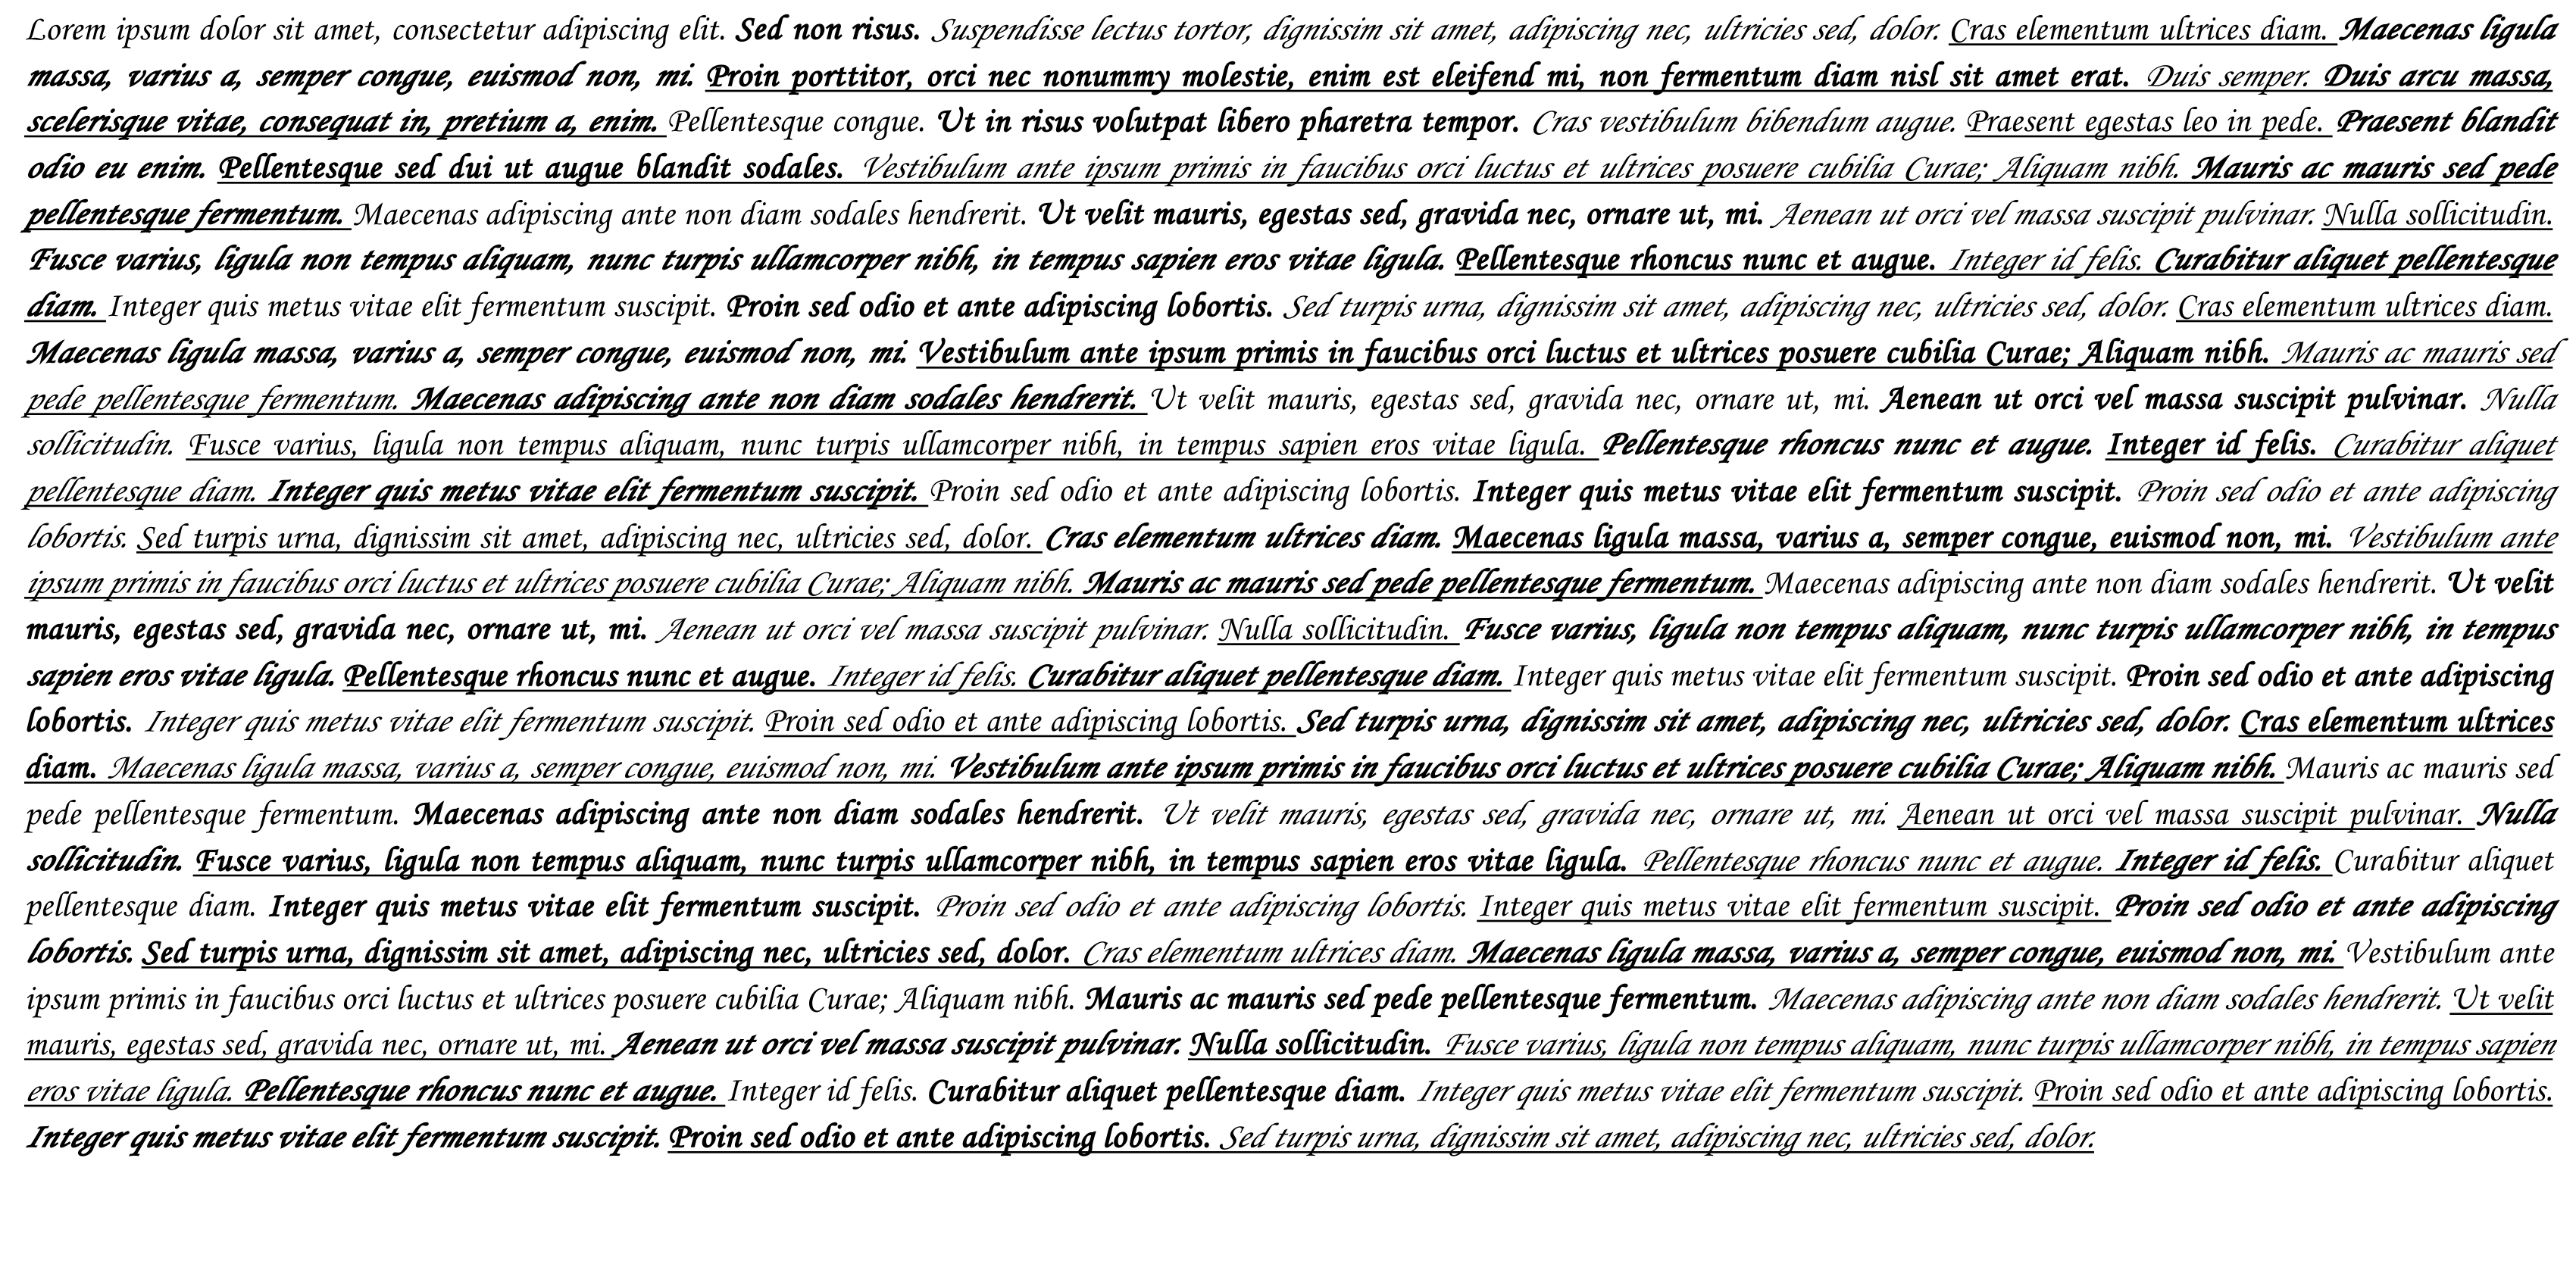 Lorem ipsum dolor sit amet, consectetur adipiscing elit. Sed non risus. Suspendisse lectus tortor, dignissim sit amet, adipiscing nec, ultricies sed, dolor. Cras elementum ultrices diam. Maecenas ligula
massa, varius a, semper congue, euismod non, mi. Proin porttitor, orci nec nonummy molestie, enim est eleifend mi, non fermentum diam nisl sit amet erat. Duis semper. Duis arcu massa,
scelerisque vitae, consequat in, pretium a, enim. Pellentesque congue. Ut in risus volutpat libero pharetra tempor. Cras vestibulum bibendum augue. Praesent egestas leo in pede. Praesent blandit
odio eu enim. Pellentesque sed dui ut augue blandit sodales. Vestibulum ante ipsum primis in faucibus orci luctus et ultrices posuere cubilia Curae; Aliquam nibh. Mauris ac mauris sed pede
pellentesque fermentum. Maecenas adipiscing ante non diam sodales hendrerit. Ut velit mauris, egestas sed, gravida nec, ornare ut, mi. Aenean ut orci vel massa suscipit pulvinar. Nulla sollicitudin.
Fusce varius, ligula non tempus aliquam, nunc turpis ullamcorper nibh, in tempus sapien eros vitae ligula. Pellentesque rhoncus nunc et augue. Integer id felis. Curabitur aliquet pellentesque
diam. Integer quis metus vitae elit fermentum suscipit. Proin sed odio et ante adipiscing lobortis. Sed turpis urna, dignissim sit amet, adipiscing nec, ultricies sed, dolor. Cras elementum ultrices diam.
Maecenas ligula massa, varius a, semper congue, euismod non, mi. Vestibulum ante ipsum primis in faucibus orci luctus et ultrices posuere cubilia Curae; Aliquam nibh. Mauris ac mauris sed
pede pellentesque fermentum. Maecenas adipiscing ante non diam sodales hendrerit. Ut velit mauris, egestas sed, gravida nec, ornare ut, mi. Aenean ut orci vel massa suscipit pulvinar. Nulla
sollicitudin. Fusce varius, ligula non tempus aliquam, nunc turpis ullamcorper nibh, in tempus sapien eros vitae ligula. Pellentesque rhoncus nunc et augue. Integer id felis. Curabitur aliquet
pellentesque diam. Integer quis metus vitae elit fermentum suscipit. Proin sed odio et ante adipiscing lobortis. Integer quis metus vitae elit fermentum suscipit. Proin sed odio et ante adipiscing
lobortis. Sed turpis urna, dignissim sit amet, adipiscing nec, ultricies sed, dolor. Cras elementum ultrices diam. Maecenas ligula massa, varius a, semper congue, euismod non, mi. Vestibulum ante
ipsum primis in faucibus orci luctus et ultrices posuere cubilia Curae; Aliquam nibh. Mauris ac mauris sed pede pellentesque fermentum. Maecenas adipiscing ante non diam sodales hendrerit. Ut velit
mauris, egestas sed, gravida nec, ornare ut, mi. Aenean ut orci vel massa suscipit pulvinar. Nulla sollicitudin. Fusce varius, ligula non tempus aliquam, nunc turpis ullamcorper nibh, in tempus
sapien eros vitae ligula. Pellentesque rhoncus nunc et augue. Integer id felis. Curabitur aliquet pellentesque diam. Integer quis metus vitae elit fermentum suscipit. Proin sed odio et ante adipiscing
lobortis. Integer quis metus vitae elit fermentum suscipit. Proin sed odio et ante adipiscing lobortis. Sed turpis urna, dignissim sit amet, adipiscing nec, ultricies sed, dolor. Cras elementum ultrices
diam. Maecenas ligula massa, varius a, semper congue, euismod non, mi. Vestibulum ante ipsum primis in faucibus orci luctus et ultrices posuere cubilia Curae; Aliquam nibh. Mauris ac mauris sed
pede pellentesque fermentum. Maecenas adipiscing ante non diam sodales hendrerit. Ut velit mauris, egestas sed, gravida nec, ornare ut, mi. Aenean ut orci vel massa suscipit pulvinar. Nulla
sollicitudin. Fusce varius, ligula non tempus aliquam, nunc turpis ullamcorper nibh, in tempus sapien eros vitae ligula. Pellentesque rhoncus nunc et augue. Integer id felis. Curabitur aliquet
pellentesque diam. Integer quis metus vitae elit fermentum suscipit. Proin sed odio et ante adipiscing lobortis. Integer quis metus vitae elit fermentum suscipit. Proin sed odio et ante adipiscing
lobortis. Sed turpis urna, dignissim sit amet, adipiscing nec, ultricies sed, dolor. Cras elementum ultrices diam. Maecenas ligula massa, varius a, semper congue, euismod non, mi. Vestibulum ante
ipsum primis in faucibus orci luctus et ultrices posuere cubilia Curae; Aliquam nibh. Mauris ac mauris sed pede pellentesque fermentum. Maecenas adipiscing ante non diam sodales hendrerit. Ut velit
mauris, egestas sed, gravida nec, ornare ut, mi. Aenean ut orci vel massa suscipit pulvinar. Nulla sollicitudin. Fusce varius, ligula non tempus aliquam, nunc turpis ullamcorper nibh, in tempus sapien
eros vitae ligula. Pellentesque rhoncus nunc et augue. Integer id felis. Curabitur aliquet pellentesque diam. Integer quis metus vitae elit fermentum suscipit. Proin sed odio et ante adipiscing lobortis.
Integer quis metus vitae elit fermentum suscipit. Proin sed odio et ante adipiscing lobortis. Sed turpis urna, dignissim sit amet, adipiscing nec, ultricies sed, dolor.